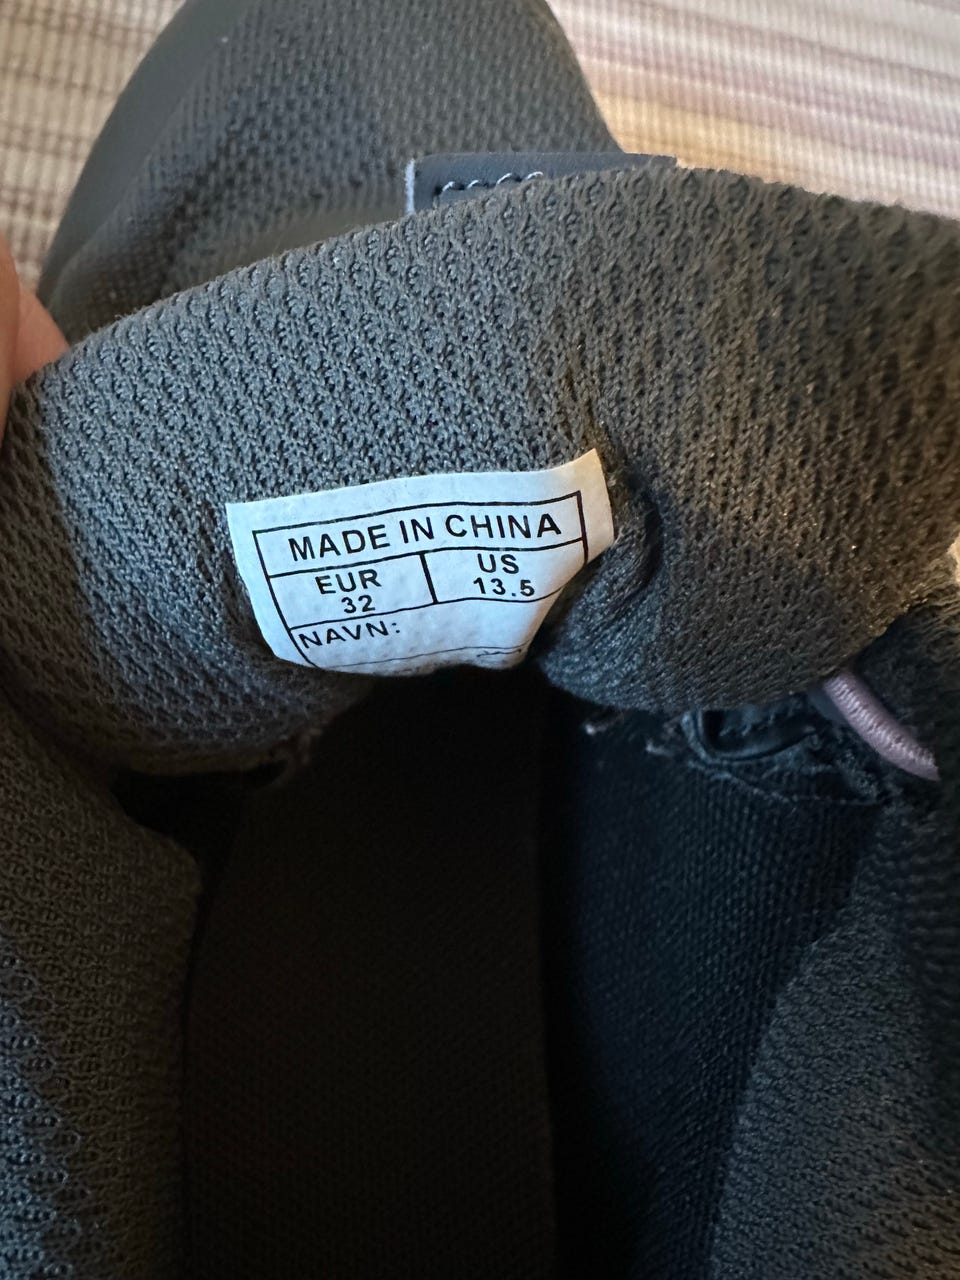 MADE IN CHINA
EUR US
32 13.5
NAVN: